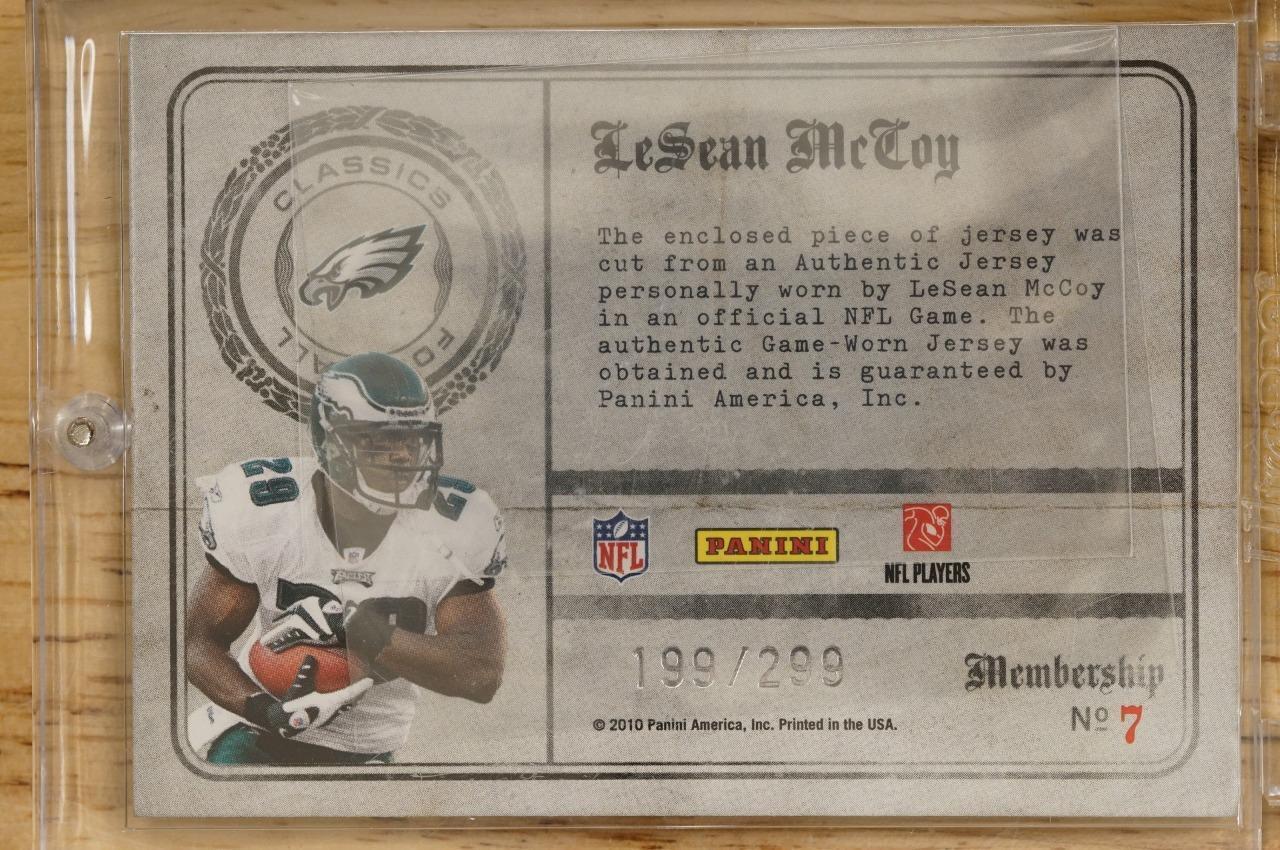 CLASSICS
LeSean McCoy
The enclosed piece of jersey was
cut from an Authentic Jersey
personally worn by LeSean McCoy
in an official NFL Game. The
authentic Game-Worn Jersey was
obtained and is guaranteed by
Panini America, Inc.
29
NFL
PANINI
NFL PLAYERS
199/299
Membership
Nº 7
© 2010 Panini America, Inc. Printed in the USA.